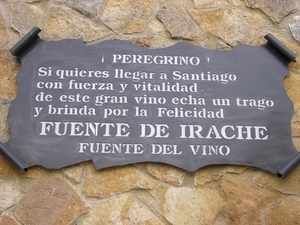 ¡ PEREGRINO !
Si quieres llegar a Santiago
con fuerza y vitalidad
de este gran vino echa un trago
y brinda por la Felicidad
FUENTE DE IRACHE
FUENTE DEL VINO